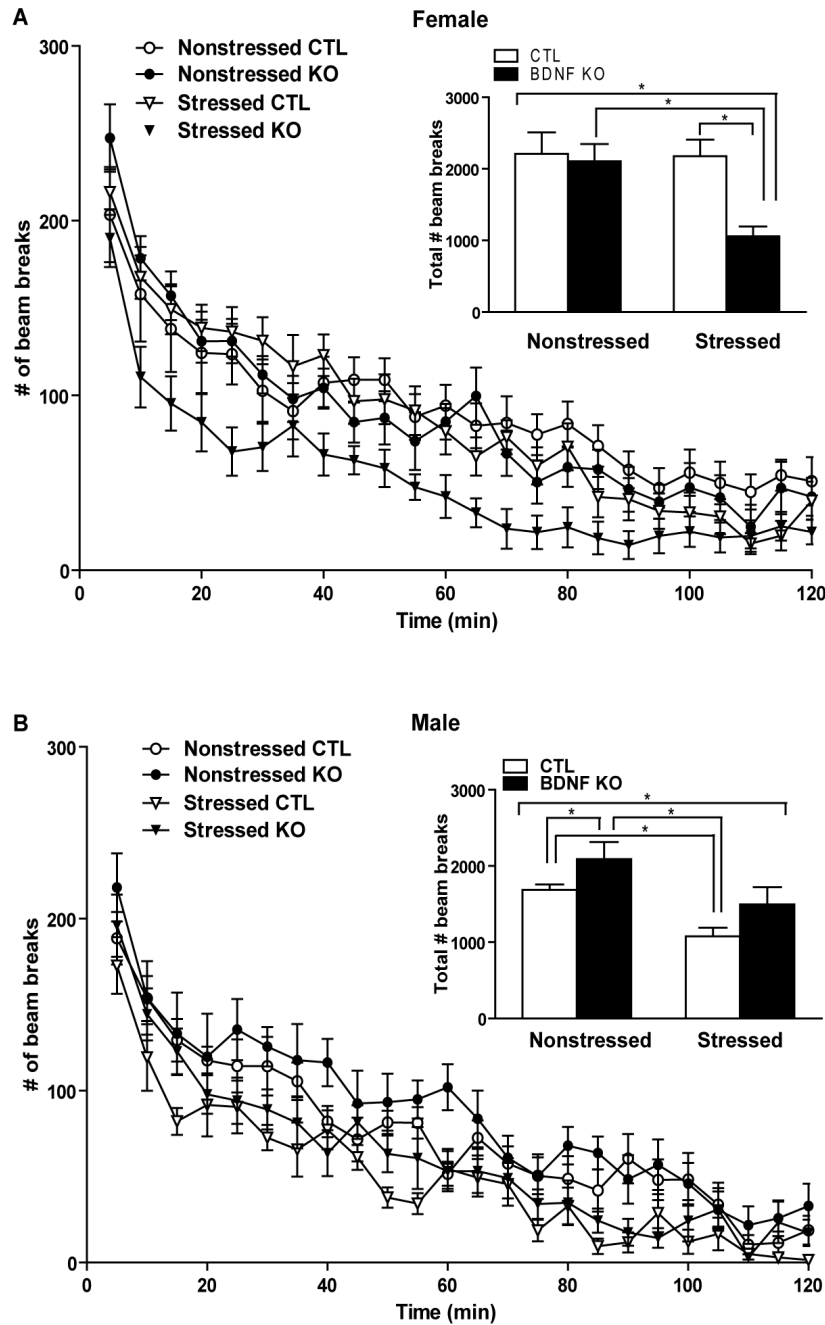 A
Female
Nonstressed CTL
Nonstressed KO
Stressed CTL
Stressed KO
CTL
BDNF KO
300
200
100
0
# of beam breaks
0
20
40
60
80
100
120
Time (min)
3000
2000
1000
0
Total # beam breaks
* * *
Nonstressed Stressed
B
Male
Nonstressed CTL
Nonstressed KO
Stressed CTL
Stressed KO
CTL
BDNF KO
300
200
100
0
# of beam breaks
0
20
40
60
80
100
120
Time (min)
3000
2000
1000
0
Total # beam breaks
* * * *
Nonstressed Stressed